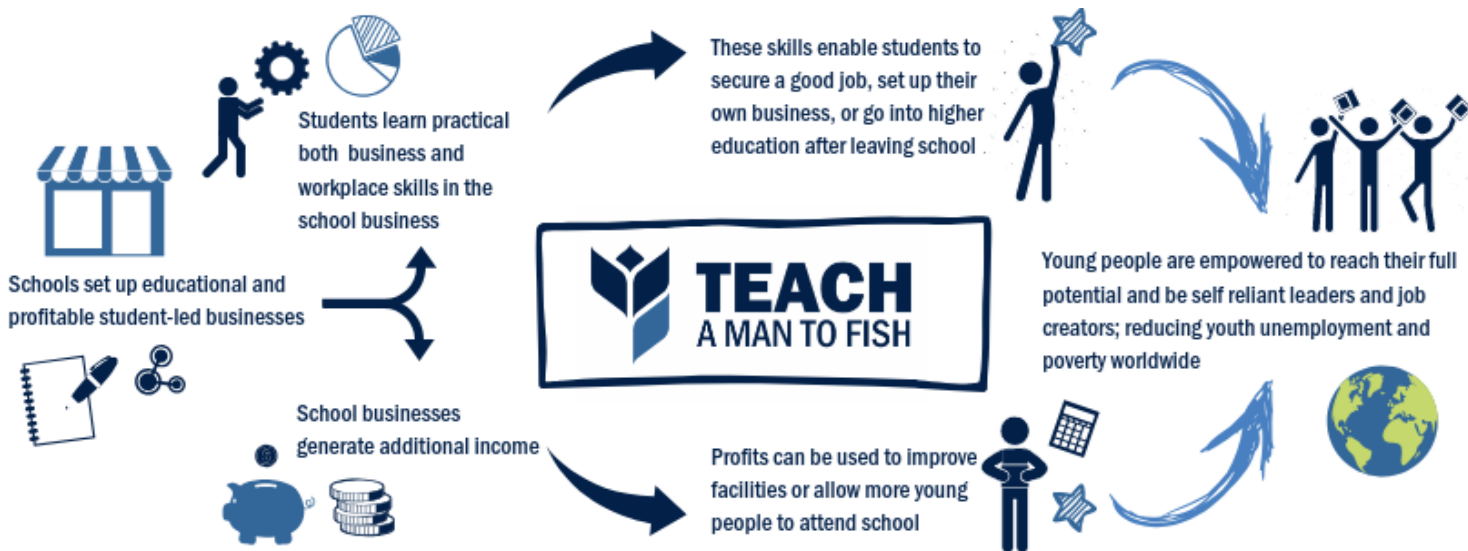 Schools set up educational and
profitable student-led businesses
Students learn practical
both business and
workplace skills in the
school business
These skills enable students to
secure a good job, set up their
own business, or go into higher
education after leaving school
TEACH
A MAN TO FISH
School businesses
generate additional income
Profits can be used to improve
facilities or allow more young
people to attend school
Young people are empowered to reach their full
potential and be self reliant leaders and job
creators; reducing youth unemployment and
poverty worldwide